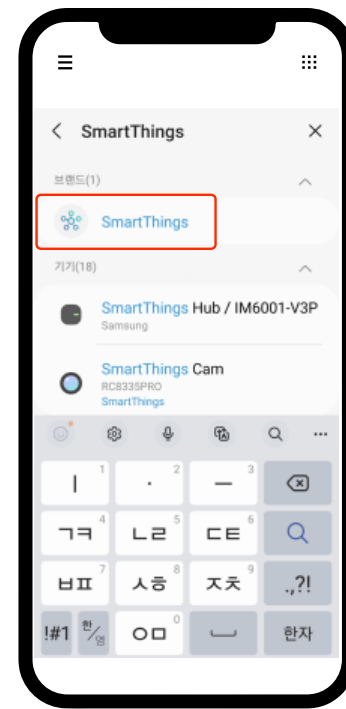 SmartThings
브랜드(1)
SmartThings
기기(18)
SmartThings Hub / IM6001-V3P
Samsung
SmartThings Cam
RC8335PRO
SmartThings
ㅣ 1 · 2 ㅡ 3
ㄱㅋ 4 ㄴㄹ 5 ㄷㅌ 6
ㅂㅍ 7 ㅅㅎ 8 ㅈㅊ 9 .,?!
!#1 한/영 ㅇㅁ 0 한자